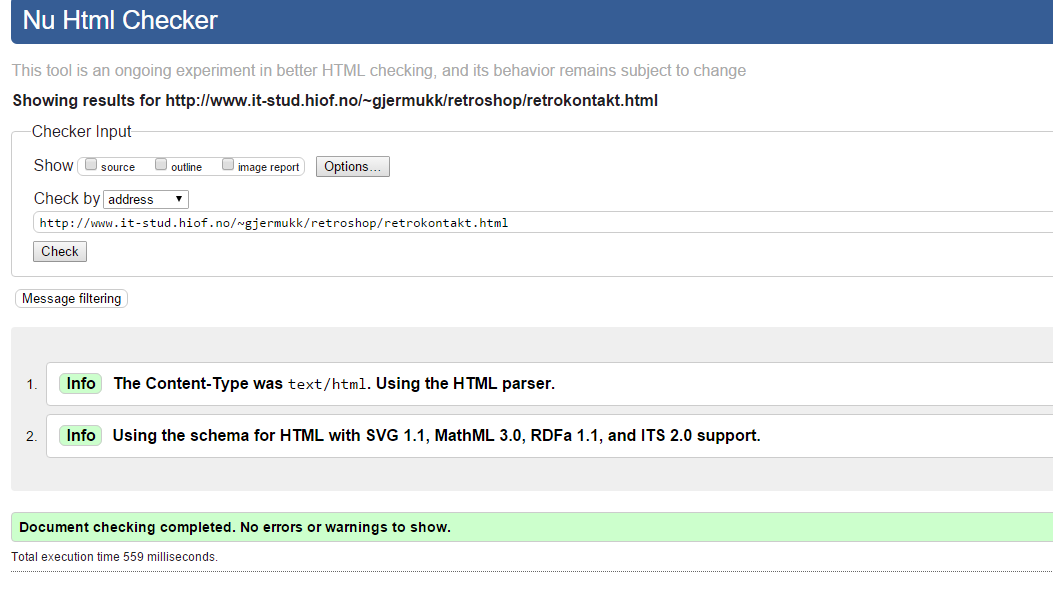 Nu Html Checker
This tool is an ongoing experiment in better HTML checking, and its behavior remains subject to change
Showing results for http://www.it-stud.hiof.no/~gjermukk/retroshop/retrokontakt.html
Checker Input
Show source outline image report Options...
Check by address
http://www.it-stud.hiof.no/~gjermukk/retroshop/retrokontakt.html
Check
Message filtering
1. Info The Content-Type was text/html. Using the HTML parser.
2. Info Using the schema for HTML with SVG 1.1, MathML 3.0, RDFa 1.1, and ITS 2.0 support.
Document checking completed. No errors or warnings to show.
Total execution time 559 milliseconds.